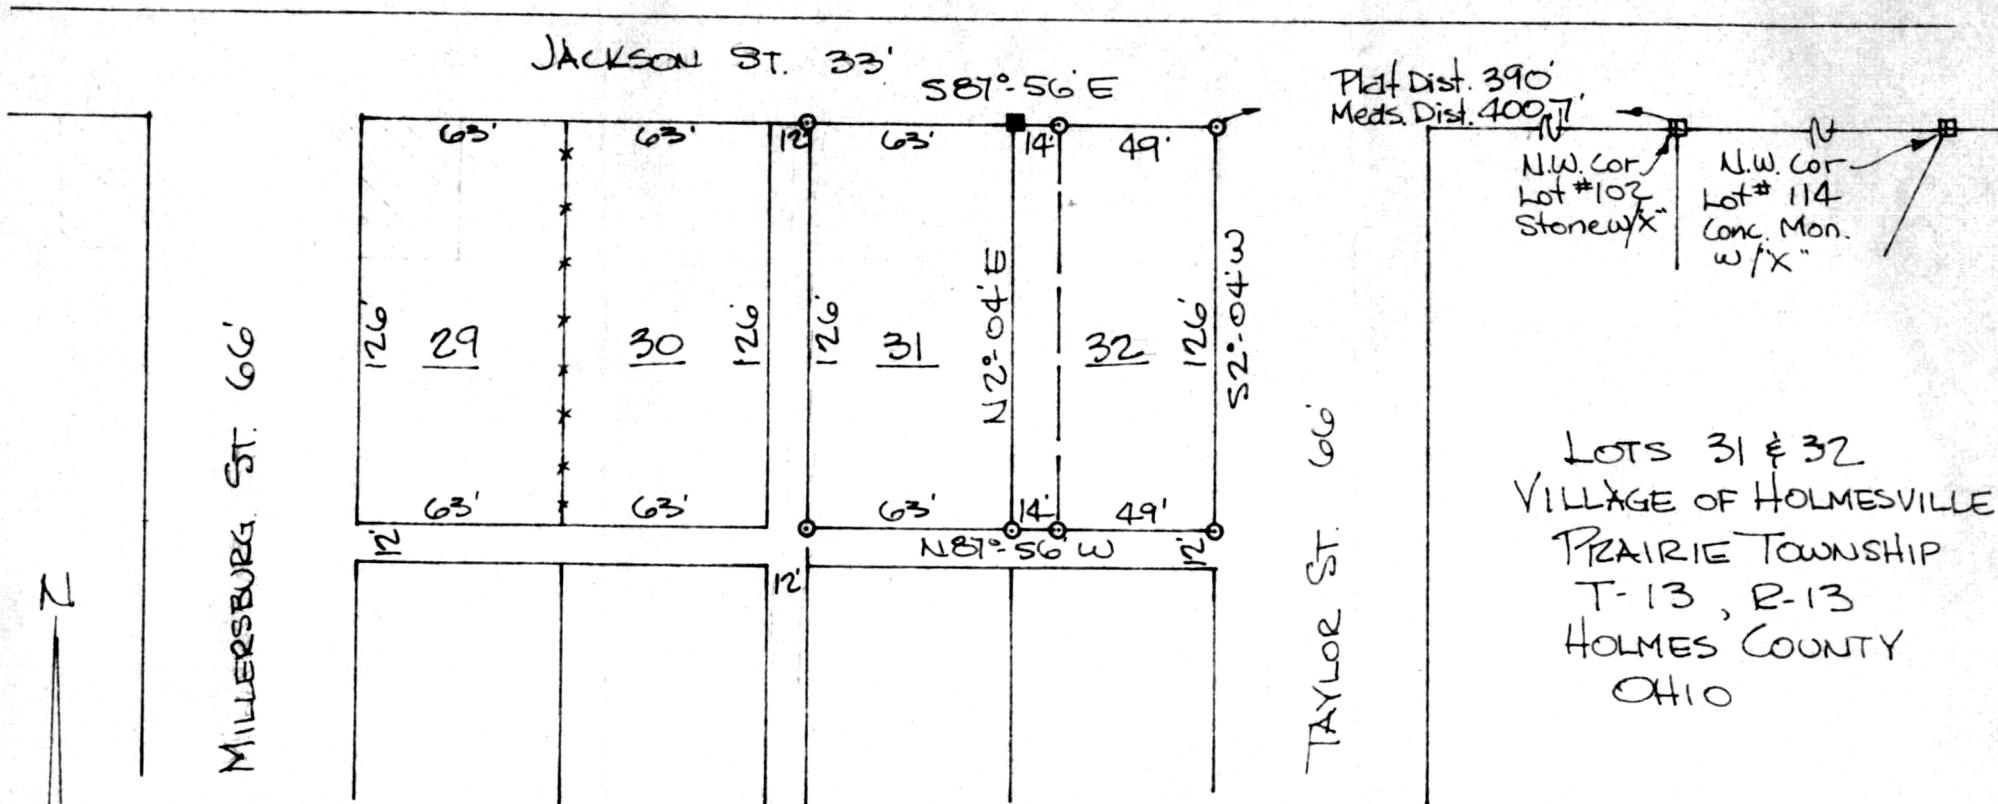 JACKSON ST. 33'
S87°-56' E
Plat Dist. 390'
Meas. Dist. 400.7'
63'
63'
12'
63'
14'
49'
N.W. Cor
Lot #102
Stone w/"X"
N.W. Cor
Lot # 114
Conc. Mon.
w/"X"
126'
29
30
126'
126'
31
N2°-04' E
32
126'
S2°-04' W
MILLERSBURG ST. 66'
TAYLOR ST. 66'
63'
63'
63'
14'
49'
12'
N87°-56' W
12'
12'
N
LOTS 31 & 32
VILLAGE OF HOLMESVILLE
PRAIRIE TOWNSHIP
T-13, R-13
HOLMES COUNTY
OHIO